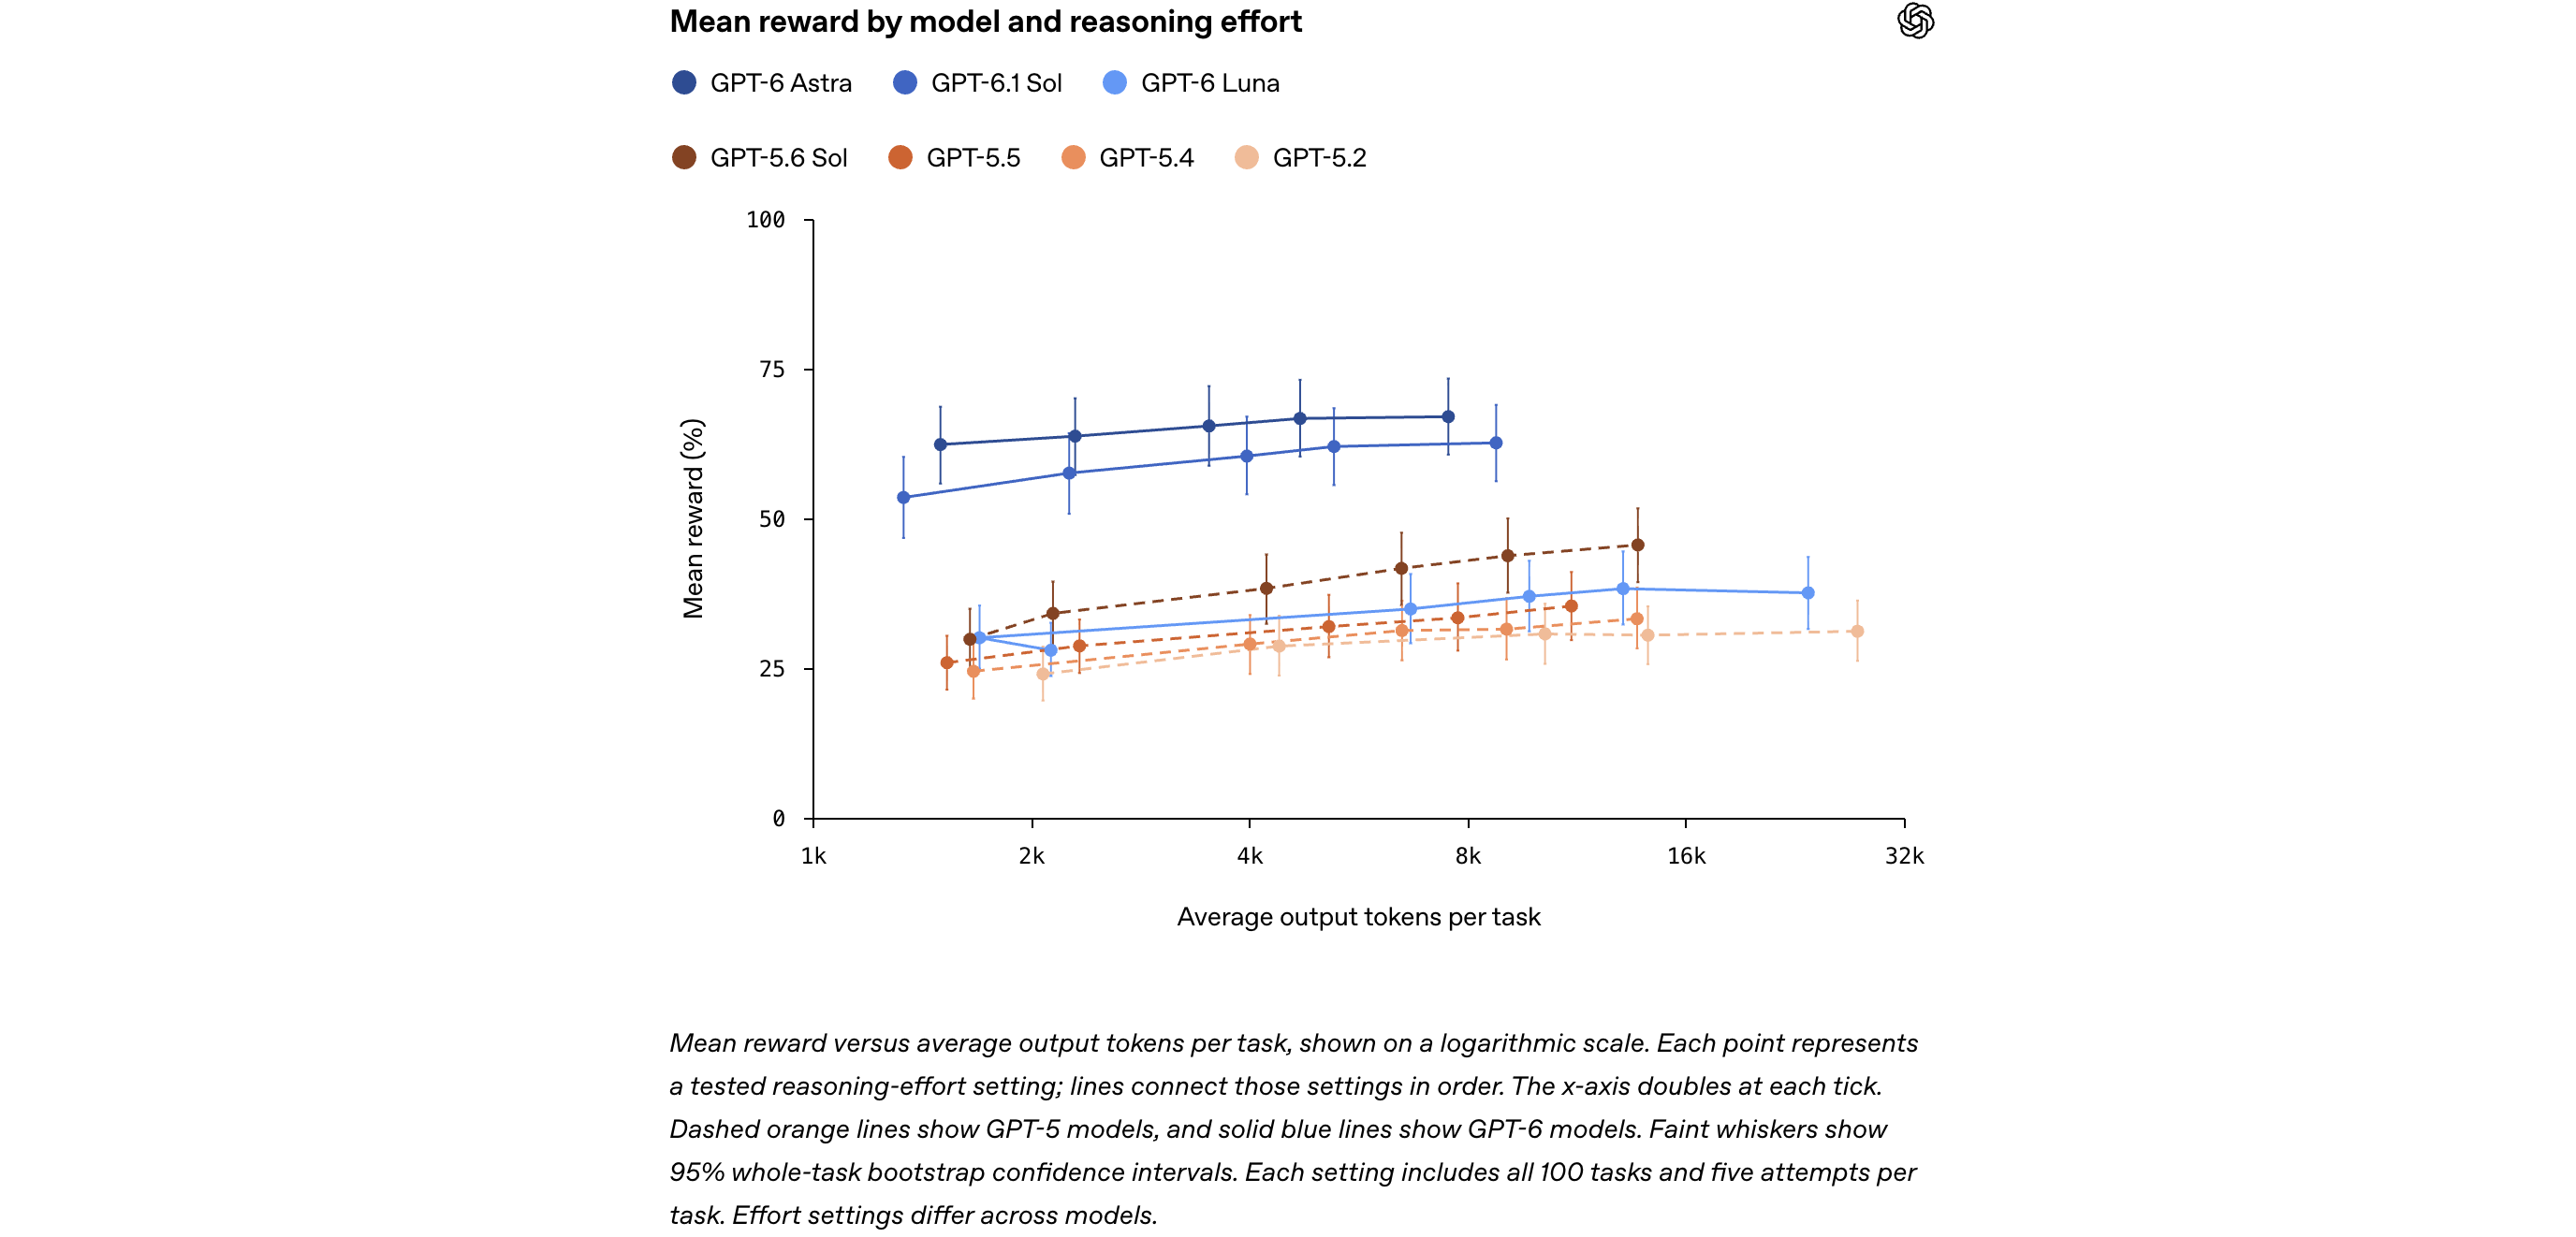 Mean reward by model and reasoning effort
GPT-6 Astra GPT-6.1 Sol GPT-6 Luna
GPT-5.6 Sol GPT-5.5 GPT-5.4 GPT-5.2
100
75
50
25
0
Mean reward (%)
1k 2k 4k 8k 16k 32k
Average output tokens per task
Mean reward versus average output tokens per task, shown on a logarithmic scale. Each point represents
a tested reasoning-effort setting; lines connect those settings in order. The x-axis doubles at each tick.
Dashed orange lines show GPT-5 models, and solid blue lines show GPT-6 models. Faint whiskers show
95% whole-task bootstrap confidence intervals. Each setting includes all 100 tasks and five attempts per
task. Effort settings differ across models.